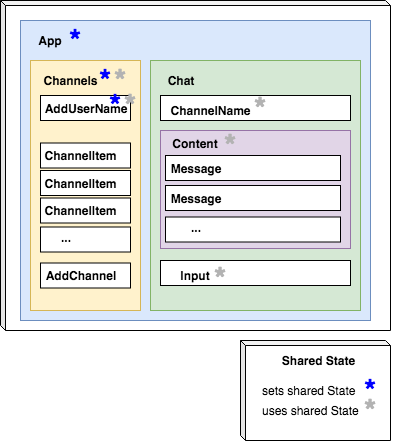 App *
Channels * *
AddUserName * *
ChannelItem
ChannelItem
ChannelItem
...
AddChannel
Chat
ChannelName *
Content *
Message
Message
...
Input *
Shared State
sets shared State *
uses shared State *